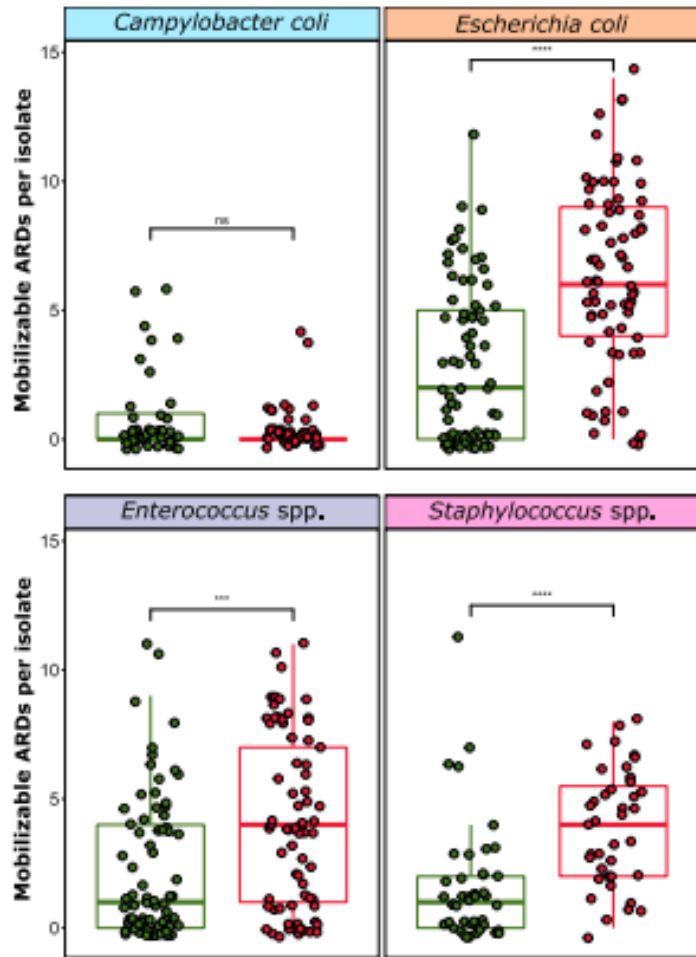 Campylobacter coli
Escherichia coli
Mobilizable ARDs per isolate
15
10
5
0
ns
****
Enterococcus spp.
Staphylococcus spp.
Mobilizable ARDs per isolate
15
10
5
0
***
****